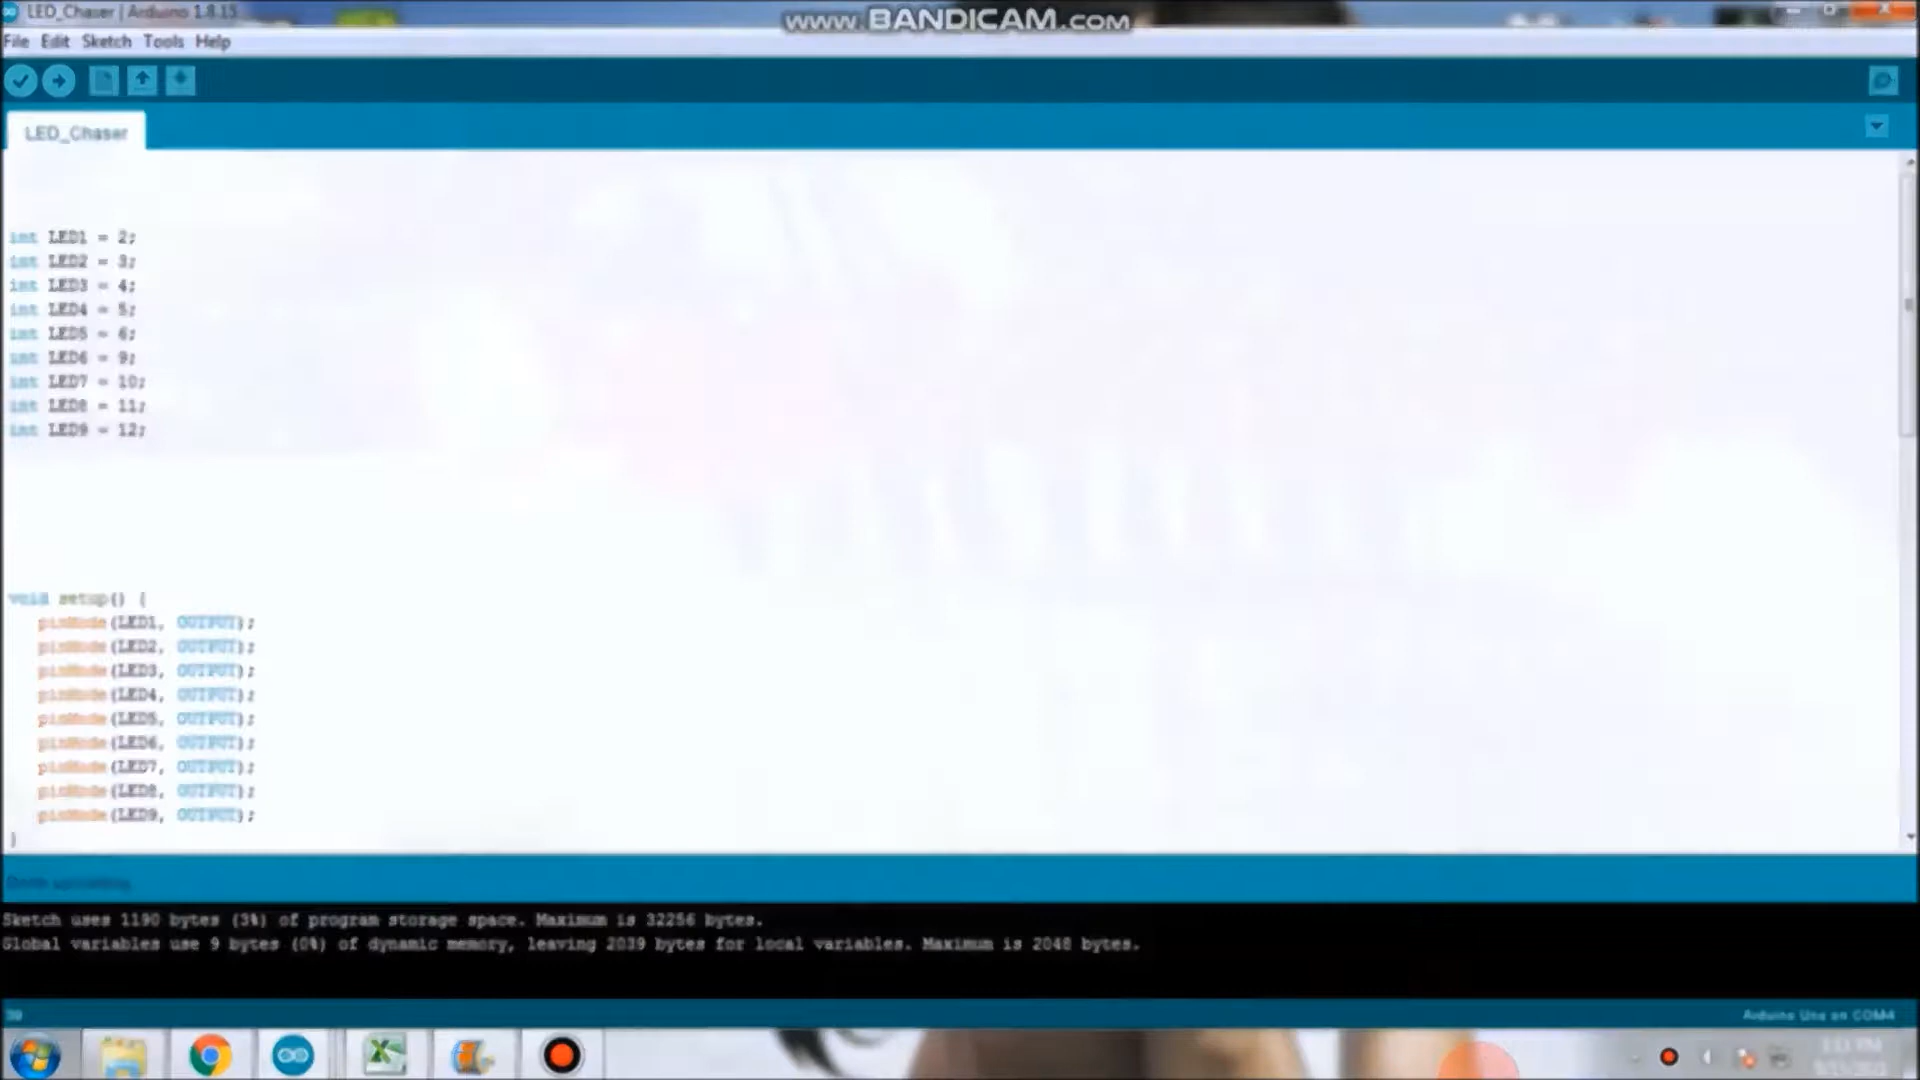 LED_Chaser | Arduino 1.8.15
www.BANDICAM.com
File Edit Sketch Tools Help
LED_Chaser
int LED1 = 2;
int LED2 = 3;
int LED3 = 4;
int LED4 = 5;
int LED5 = 6;
int LED6 = 9;
int LED7 = 10;
int LED8 = 11;
int LED9 = 12;
void setup() {
pinMode(LED1, OUTPUT);
pinMode(LED2, OUTPUT);
pinMode(LED3, OUTPUT);
pinMode(LED4, OUTPUT);
pinMode(LED5, OUTPUT);
pinMode(LED6, OUTPUT);
pinMode(LED7, OUTPUT);
pinMode(LED8, OUTPUT);
pinMode(LED9, OUTPUT);
}
Done uploading.
Sketch uses 1190 bytes (3%) of program storage space. Maximum is 32256 bytes.
Global variables use 9 bytes (0%) of dynamic memory, leaving 2039 bytes for local variables. Maximum is 2048 bytes.
Arduino Uno on COM4